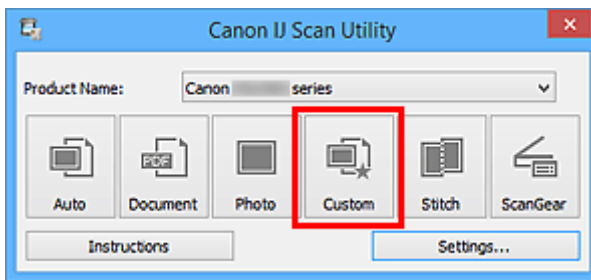 Canon IJ Scan Utility
Product Name: Canon series
PDF
Auto Document Photo Custom Stitch ScanGear
Instructions Settings...